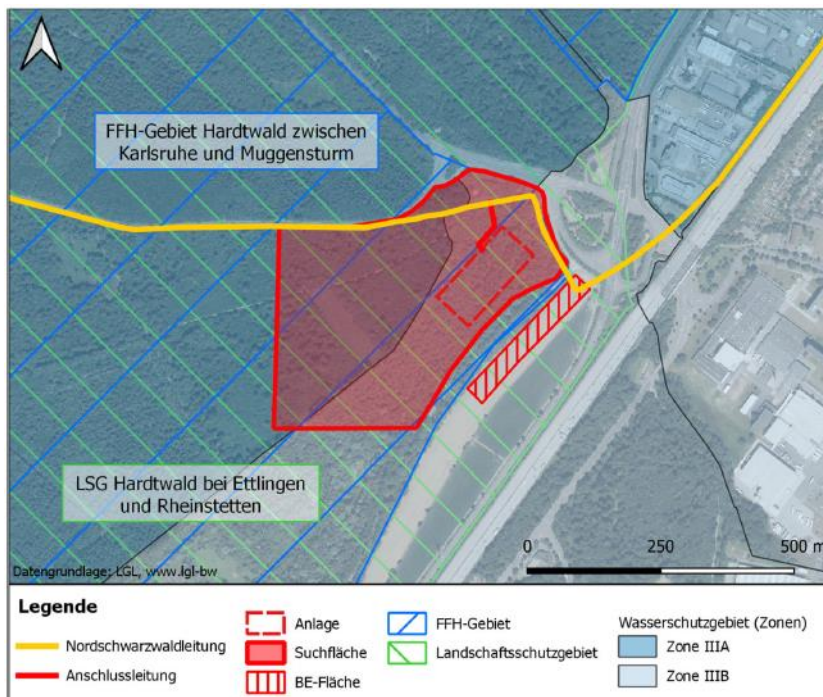 FFH-Gebiet Hardtwald zwischen
Karlsruhe und Muggensturm
LSG Hardtwald bei Ettlingen
und Rheinstetten
0 250 500 m
Datengrundlage: LGL, www.lgl-bw
Legende
Nordschwarzwaldleitung
Anschlussleitung
Anlage
Suchfläche
BE-Fläche
FFH-Gebiet
Landschaftsschutzgebiet
Wasserschutzgebiet (Zonen)
Zone IIIA
Zone IIIB